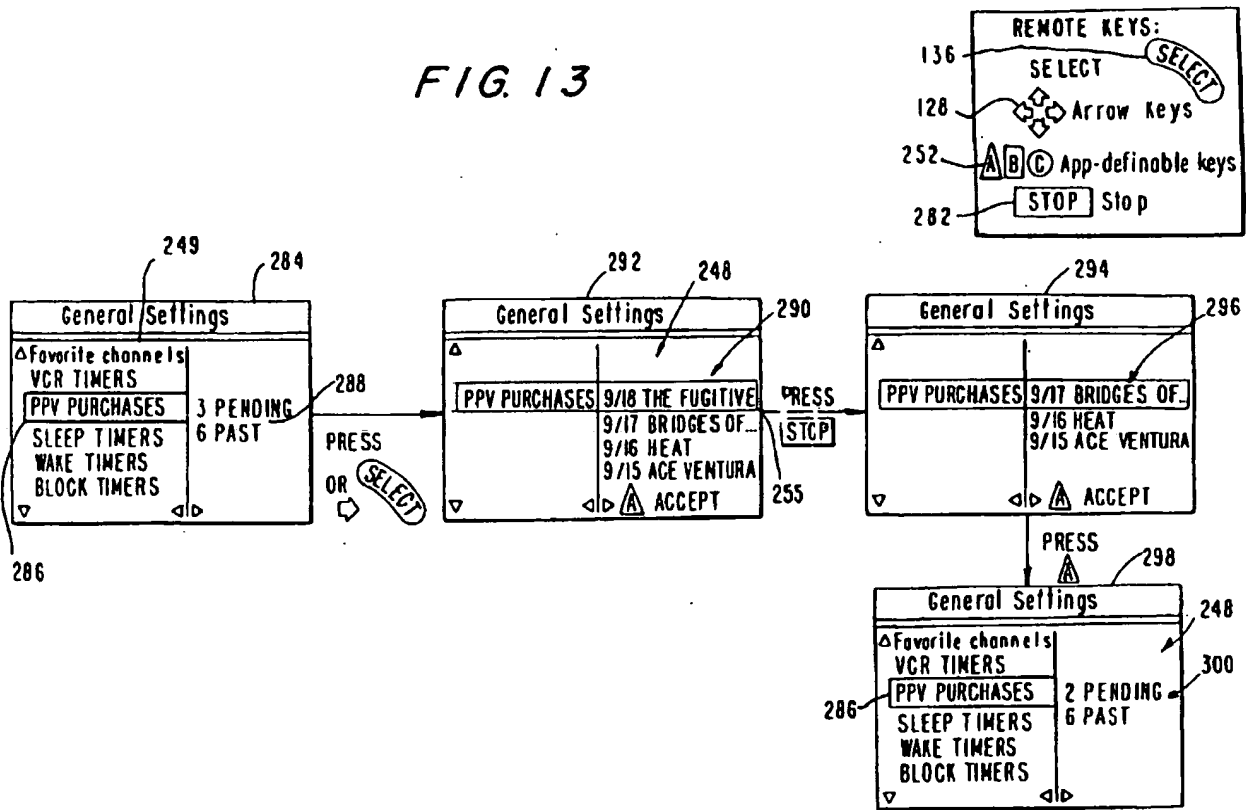 FIG. 13
REMOTE KEYS:
136
SELECT
SELECT
128
Arrow Keys
252
A B C App-definable keys
282
STOP Stop
249
284
General Settings
Favorite channels
VCR TIMERS
PPV PURCHASES
SLEEP TIMERS
WAKE TIMERS
BLOCK TIMERS
3 PENDING
6 PAST
288
286
PRESS
OR
SELECT
292
248
290
General Settings
PPV PURCHASES
9/18 THE FUGITIVE
9/17 BRIDGES OF...
9/16 HEAT
9/15 ACE VENTURA
A ACCEPT
255
PRESS
STOP
294
296
General Settings
PPV PURCHASES
9/17 BRIDGES OF...
9/16 HEAT
9/15 ACE VENTURA
A ACCEPT
PRESS
A
298
General Settings
248
Favorite channels
VCR TIMERS
PPV PURCHASES
SLEEP TIMERS
WAKE TIMERS
BLOCK TIMERS
2 PENDING
6 PAST
300
286